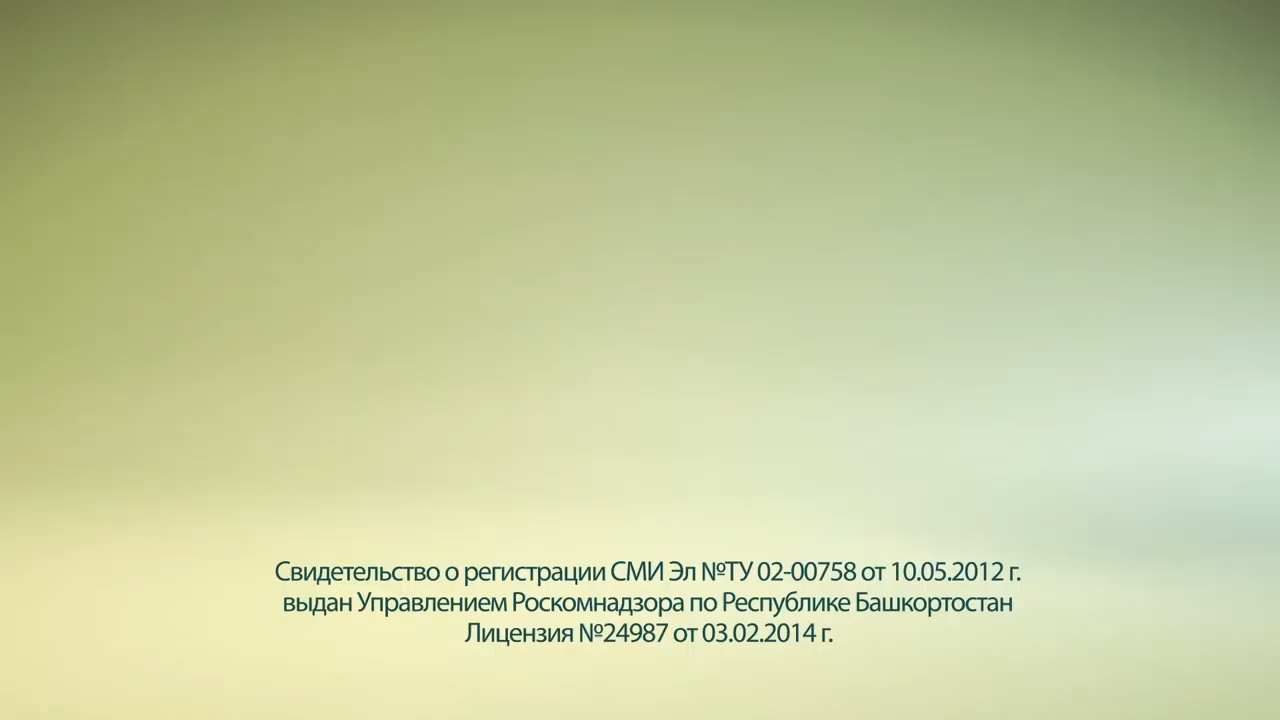 Свидетельство о регистрации СМИ Эл №ТУ 02-00758 от 10.05.2012 г.
выдан Управлением Роскомнадзора по Республике Башкортостан
Лицензия №24987 от 03.02.2014 г.